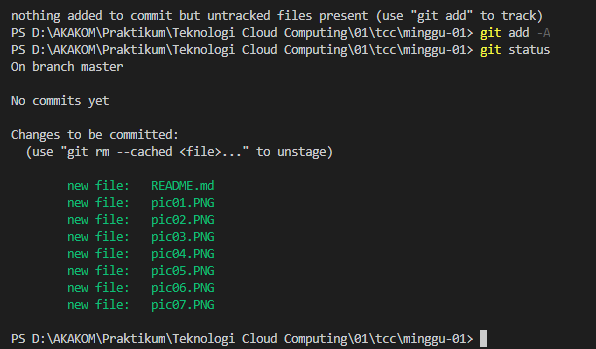 nothing added to commit but untracked files present (use "git add" to track)
PS D:\AKAKOM\Praktikum\Teknologi Cloud Computing\01\tcc\minggu-01> git add -A
PS D:\AKAKOM\Praktikum\Teknologi Cloud Computing\01\tcc\minggu-01> git status
On branch master
No commits yet
Changes to be committed:
(use "git rm --cached <file>..." to unstage)
new file: README.md
new file: pic01.PNG
new file: pic02.PNG
new file: pic03.PNG
new file: pic04.PNG
new file: pic05.PNG
new file: pic06.PNG
new file: pic07.PNG
PS D:\AKAKOM\Praktikum\Teknologi Cloud Computing\01\tcc\minggu-01>